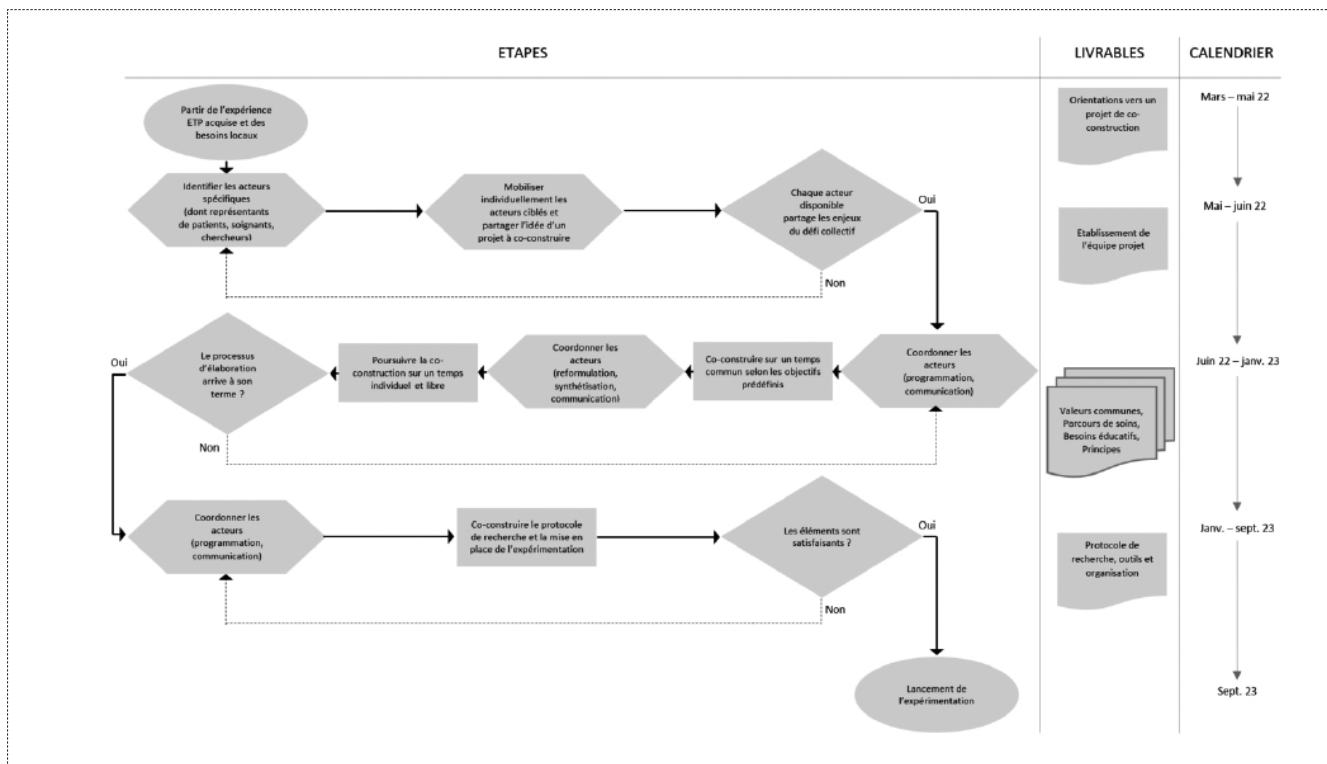 ETAPES
LIVRABLES
CALENDRIER
Partir de l'expérience
ETP acquise et des
besoins locaux
Orientations vers un
projet de co-
construction
Mars – mai 22
Identifier les acteurs
spécifiques
(dont représentants
de patients, soignants,
chercheurs)
Mobiliser
individuellement les
acteurs ciblés et
partager l'idée d'un
projet à co-construire
Chaque acteur
disponible
partage les enjeux
du défi collectif
Oui
Non
Mai – juin 22
Etablissement de
l'équipe projet
Oui
Le processus
d'élaboration
arrive à son
terme ?
Non
Poursuivre la co-
construction sur un temps
individuel et libre
Coordonner les
acteurs
(reformulation,
synthétisation,
communication)
Co-construire sur un temps
commun selon les objectifs
prédéfinis
Coordonner les
acteurs
(programmation,
communication)
Juin 22 – janv. 23
Valeurs communes,
Parcours de soins,
Besoins éducatifs,
Principes
Coordonner les
acteurs
(programmation,
communication)
Co-construire le protocole
de recherche et la mise en
place de l'expérimentation
Les éléments sont
satisfaisants ?
Oui
Non
Janv. – sept. 23
Protocole de
recherche, outils et
organisation
Lancement de
l'expérimentation
Sept. 23